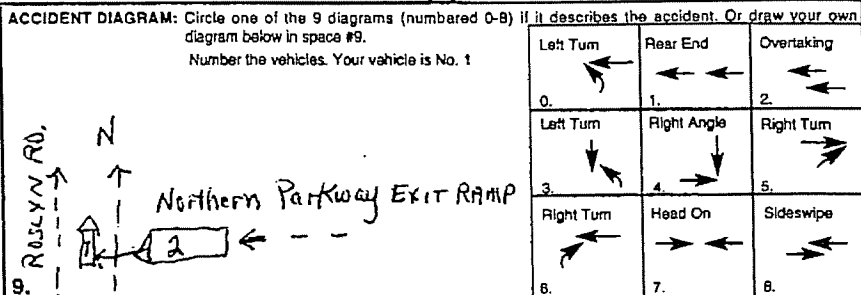 ACCIDENT DIAGRAM: Circle one of the 9 diagrams (numbared 0-8) if it describes the accident. Or draw your own
diagram below in space #9.
Number the vehicles. Your vehicle is No. 1
Left Turn
0.
Rear End
1.
Overtaking
2.
Left Turn
3.
Right Angle
4.
Right Turn
5.
Right Turn
6.
Head On
7.
Sideswipe
8.
ROSLYN RD.
N
Northern Parkway EXIT RAMP
1
2
9.